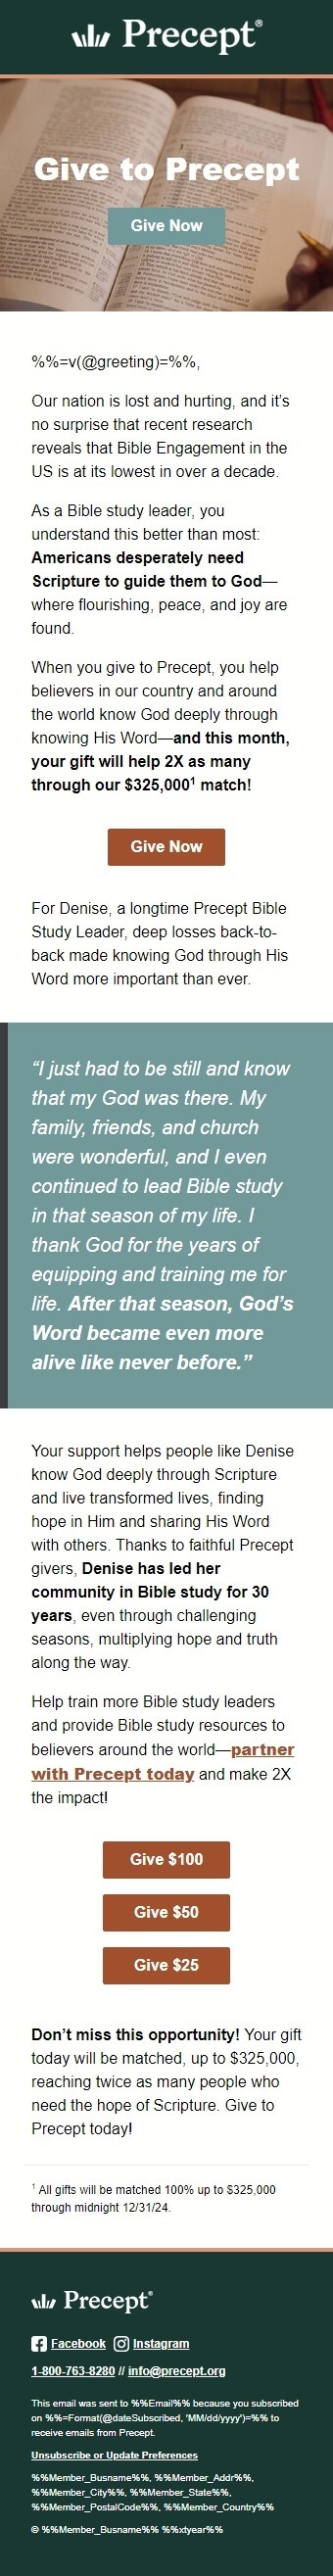 Precept®
Give to Precept
Give Now
%%=v(@greeting)=%%,
Our nation is lost and hurting, and it’s
no surprise that recent research
reveals that Bible Engagement in the
US is at its lowest in over a decade.
As a Bible study leader, you
understand this better than most:
Americans desperately need
Scripture to guide them to God—
where flourishing, peace, and joy are
found.
When you give to Precept, you help
believers in our country and around
the world know God deeply through
knowing His Word—and this month,
your gift will help 2X as many
through our $325,000¹ match!
Give Now
For Denise, a longtime Precept Bible
Study Leader, deep losses back-to-
back made knowing God through His
Word more important than ever.
“I just had to be still and know
that my God was there. My
family, friends, and church
were wonderful, and I even
continued to lead Bible study
in that season of my life. I
thank God for the years of
equipping and training me for
life. After that season, God’s
Word became even more
alive like never before.”
Your support helps people like Denise
know God deeply through Scripture
and live transformed lives, finding
hope in Him and sharing His Word
with others. Thanks to faithful Precept
givers, Denise has led her
community in Bible study for 30
years, even through challenging
seasons, multiplying hope and truth
along the way.
Help train more Bible study leaders
and provide Bible study resources to
believers around the world—partner
with Precept today and make 2X
the impact!
Give $100
Give $50
Give $25
Don’t miss this opportunity! Your gift
today will be matched, up to $325,000,
reaching twice as many people who
need the hope of Scripture. Give to
Precept today!
¹ All gifts will be matched 100% up to $325,000
through midnight 12/31/24.
Precept®
Facebook Instagram
1-800-763-8280 // info@precept.org
This email was sent to %%Email%% because you subscribed
on %%=Format(@dateSubscribed, 'MM/dd/yyyy')=%% to
receive emails from Precept.
Unsubscribe or Update Preferences
%%Member_Busname%%, %%Member_Addr%%,
%%Member_City%%, %%Member_State%%,
%%Member_PostalCode%%, %%Member_Country%%
© %%Member_Busname%% %%xtyear%%